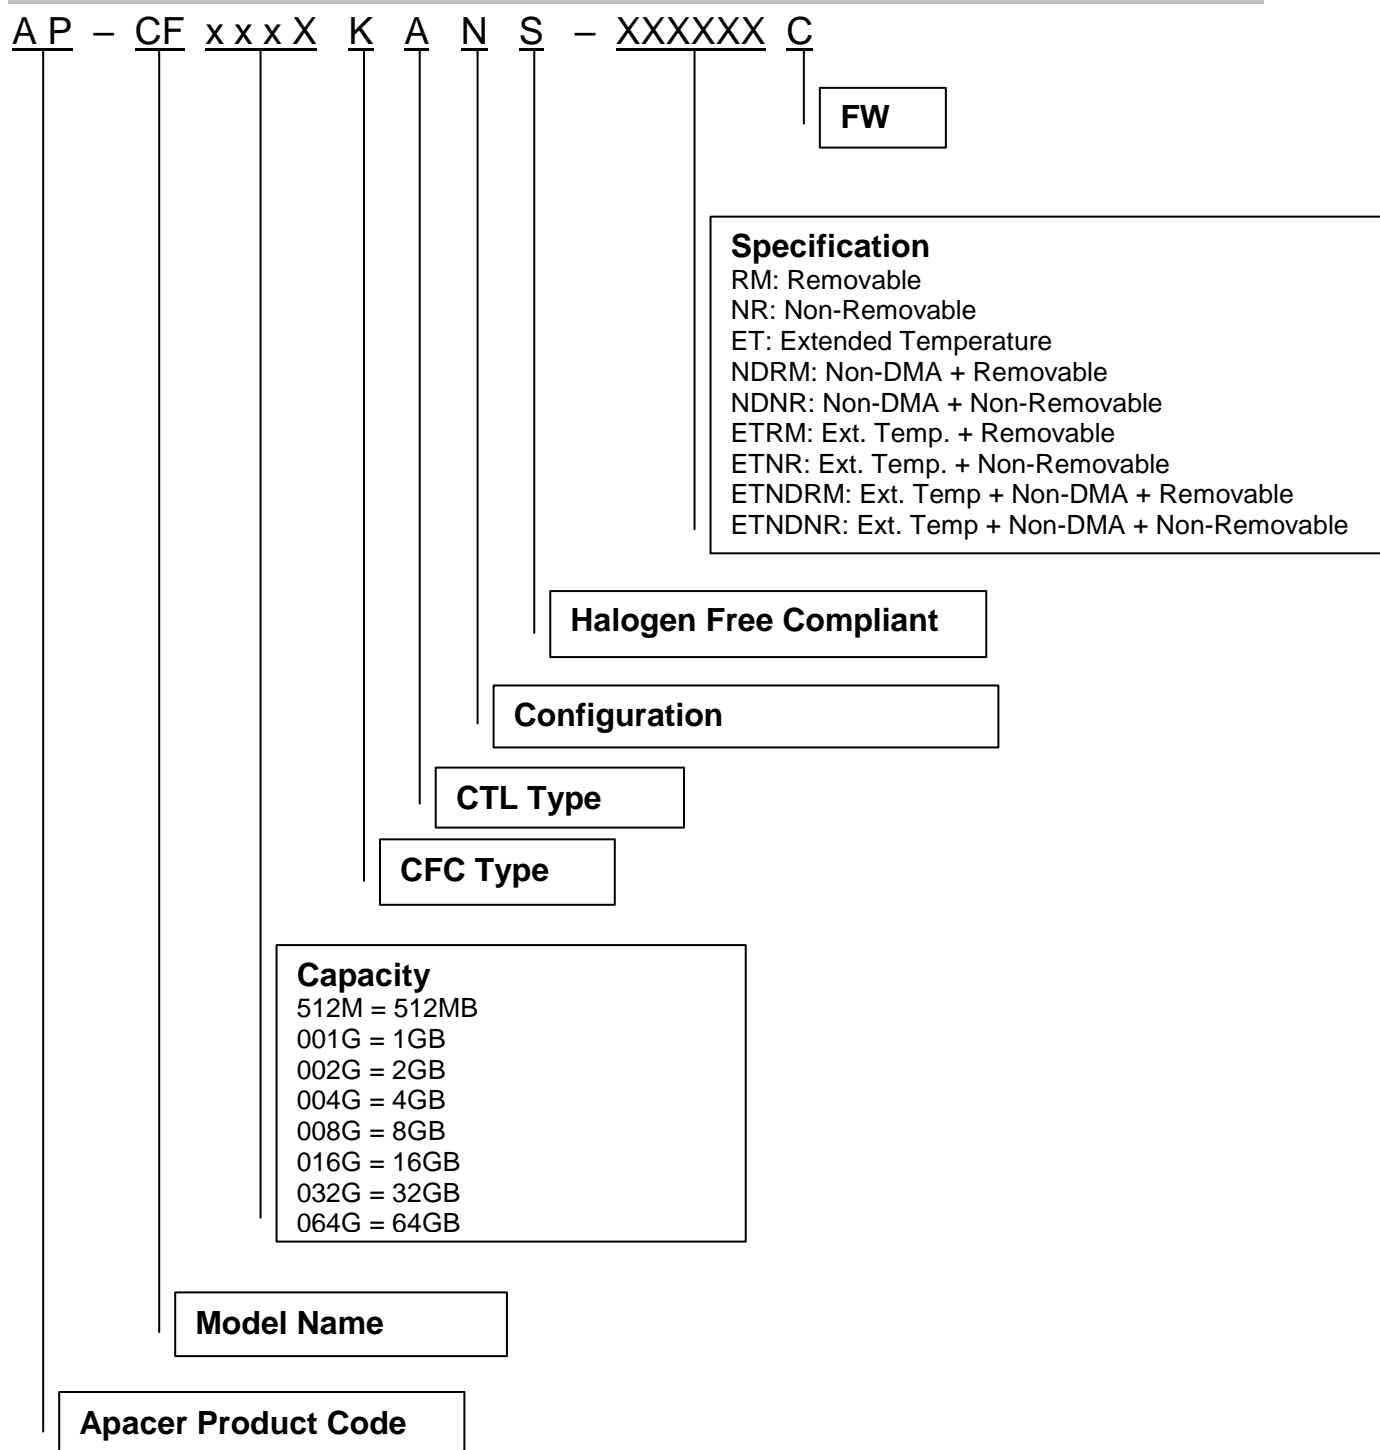 A P – CF x x x X K A N S – XXXXXX C
FW
Specification
RM: Removable
NR: Non-Removable
ET: Extended Temperature
NDRM: Non-DMA + Removable
NDNR: Non-DMA + Non-Removable
ETRM: Ext. Temp. + Removable
ETNR: Ext. Temp. + Non-Removable
ETNDRM: Ext. Temp + Non-DMA + Removable
ETNDNR: Ext. Temp + Non-DMA + Non-Removable
Halogen Free Compliant
Configuration
CTL Type
CFC Type
Capacity
512M = 512MB
001G = 1GB
002G = 2GB
004G = 4GB
008G = 8GB
016G = 16GB
032G = 32GB
064G = 64GB
Model Name
Apacer Product Code